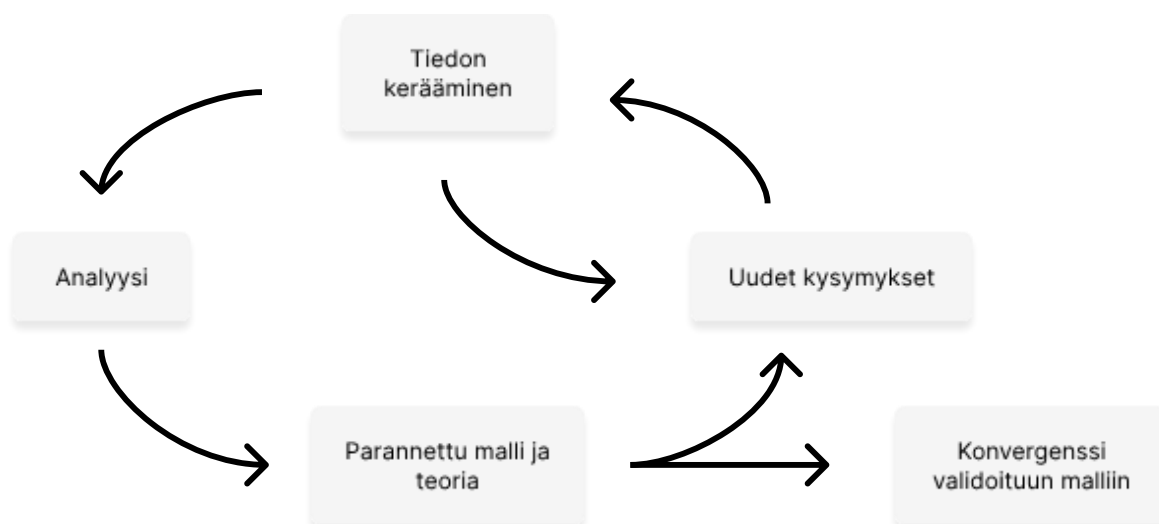 Tiedon
kerääminen
Analyysi
Uudet kysymykset
Parannettu malli ja
teoria
Konvergenssi
validoituun malliin